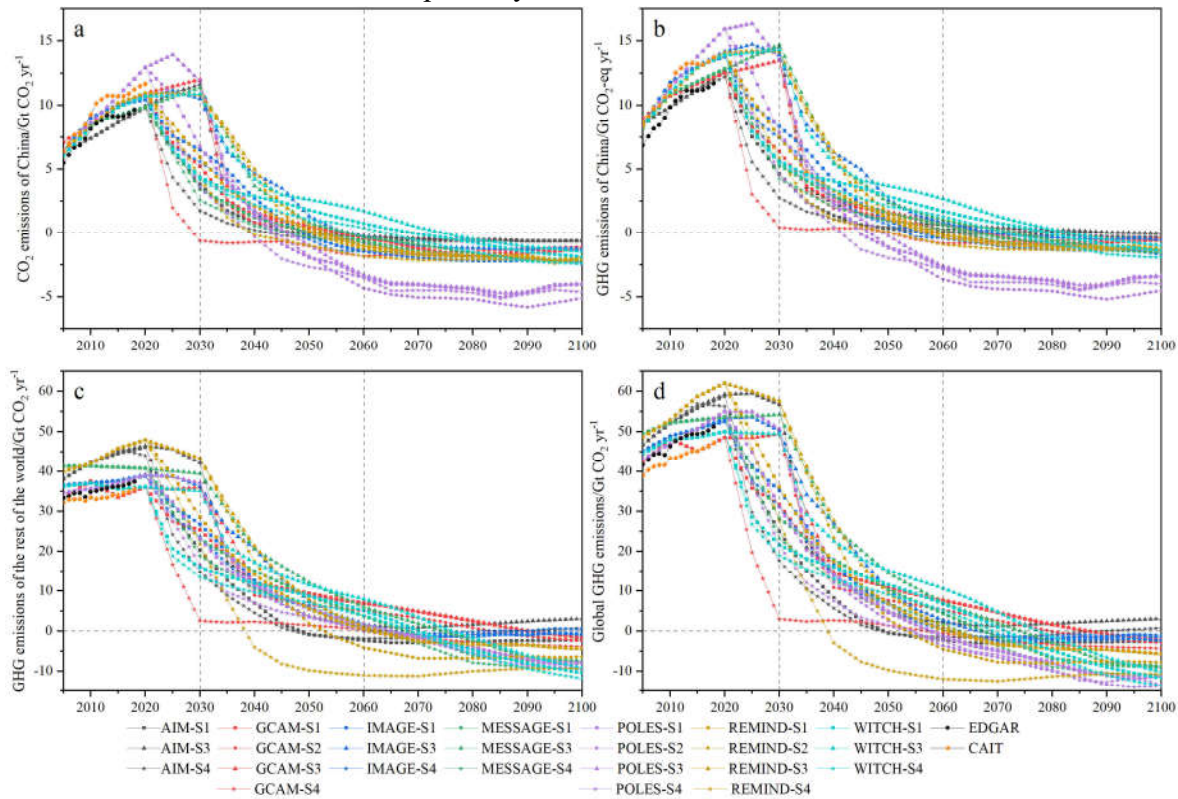 a
CO2 emissions of China/Gt CO2 yr-1
15
10
5
0
-5
2010 2020 2030 2040 2050 2060 2070 2080 2090 2100
b
GHG emissions of China/Gt CO2-eq yr-1
15
10
5
0
-5
2010 2020 2030 2040 2050 2060 2070 2080 2090 2100
c
GHG emissions of the rest of the world/Gt CO2 yr-1
60
50
40
30
20
10
0
-10
2010 2020 2030 2040 2050 2060 2070 2080 2090 2100
d
Global GHG emissions/Gt CO2 yr-1
60
50
40
30
20
10
0
-10
2010 2020 2030 2040 2050 2060 2070 2080 2090 2100
AIM-S1 GCAM-S1 IMAGE-S1 MESSAGE-S1 POLES-S1 REMIND-S1 WITCH-S1 EDGAR
AIM-S3 GCAM-S2 IMAGE-S3 MESSAGE-S3 POLES-S2 REMIND-S2 WITCH-S3 CAIT
AIM-S4 GCAM-S3 IMAGE-S4 MESSAGE-S4 POLES-S3 REMIND-S3 WITCH-S4
GCAM-S4 POLES-S4 REMIND-S4